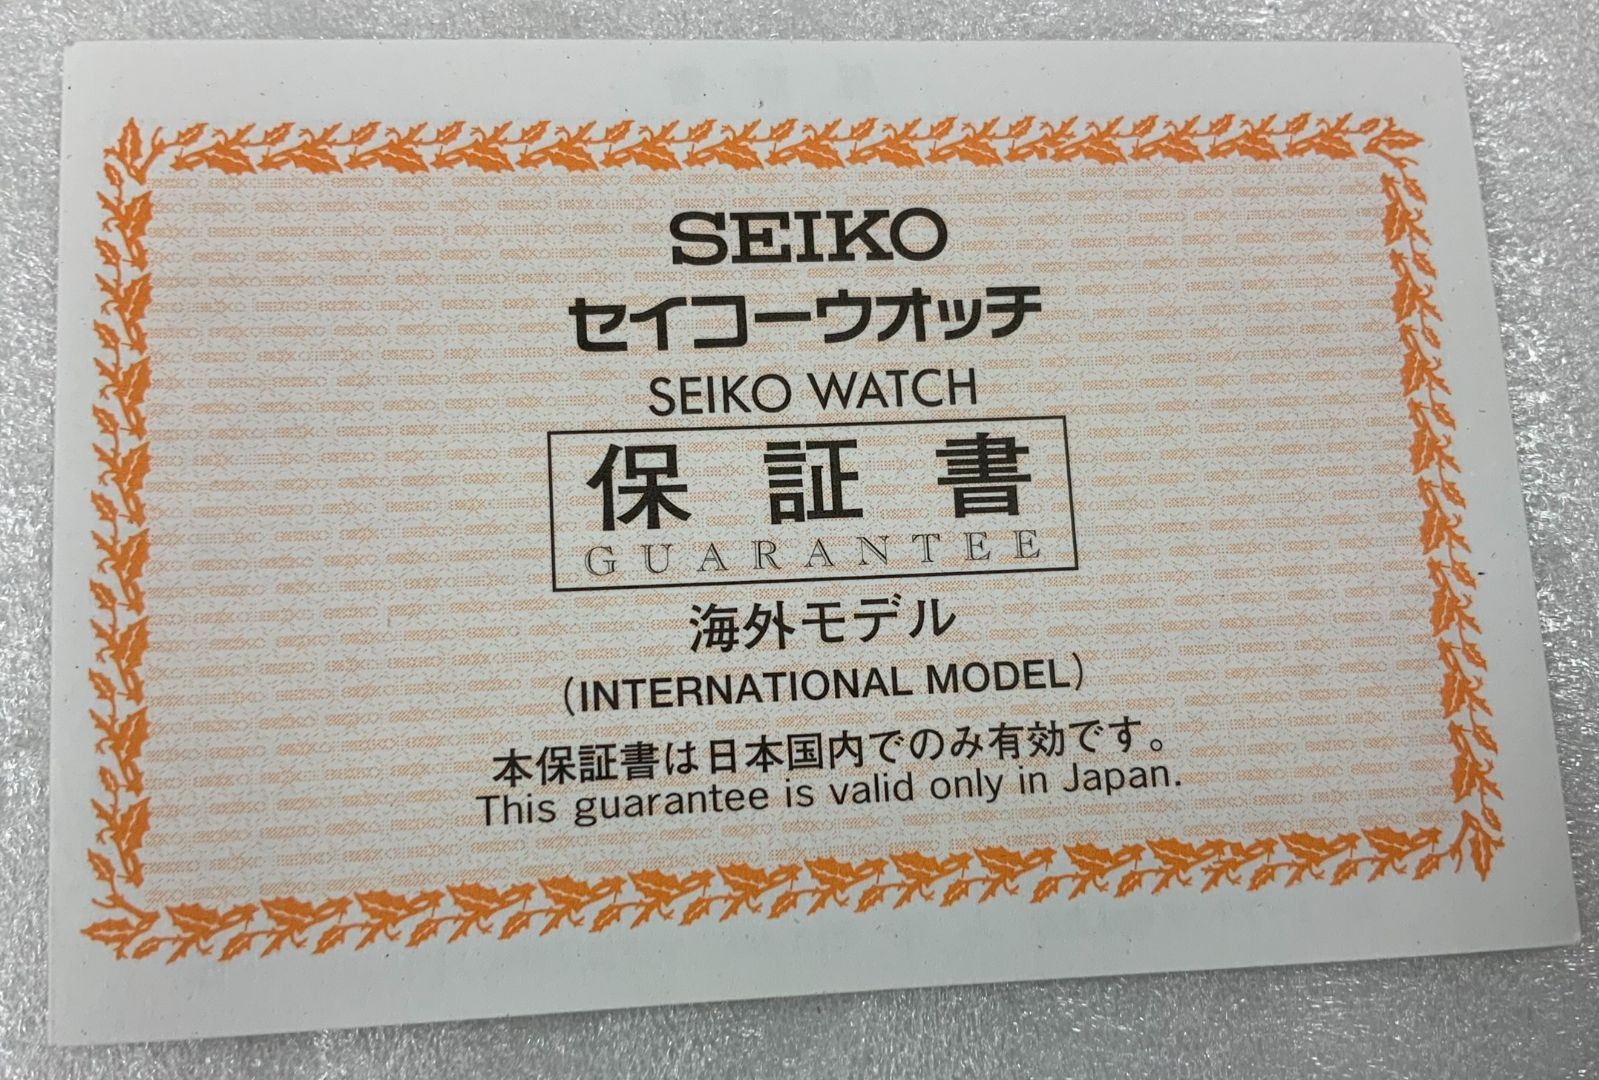 SEIKO
セイコーウオッチ
SEIKO WATCH
保証書
GUARANTEE
海外モデル
(INTERNATIONAL MODEL)
本保証書は日本国内でのみ有効です。
This guarantee is valid only in Japan.